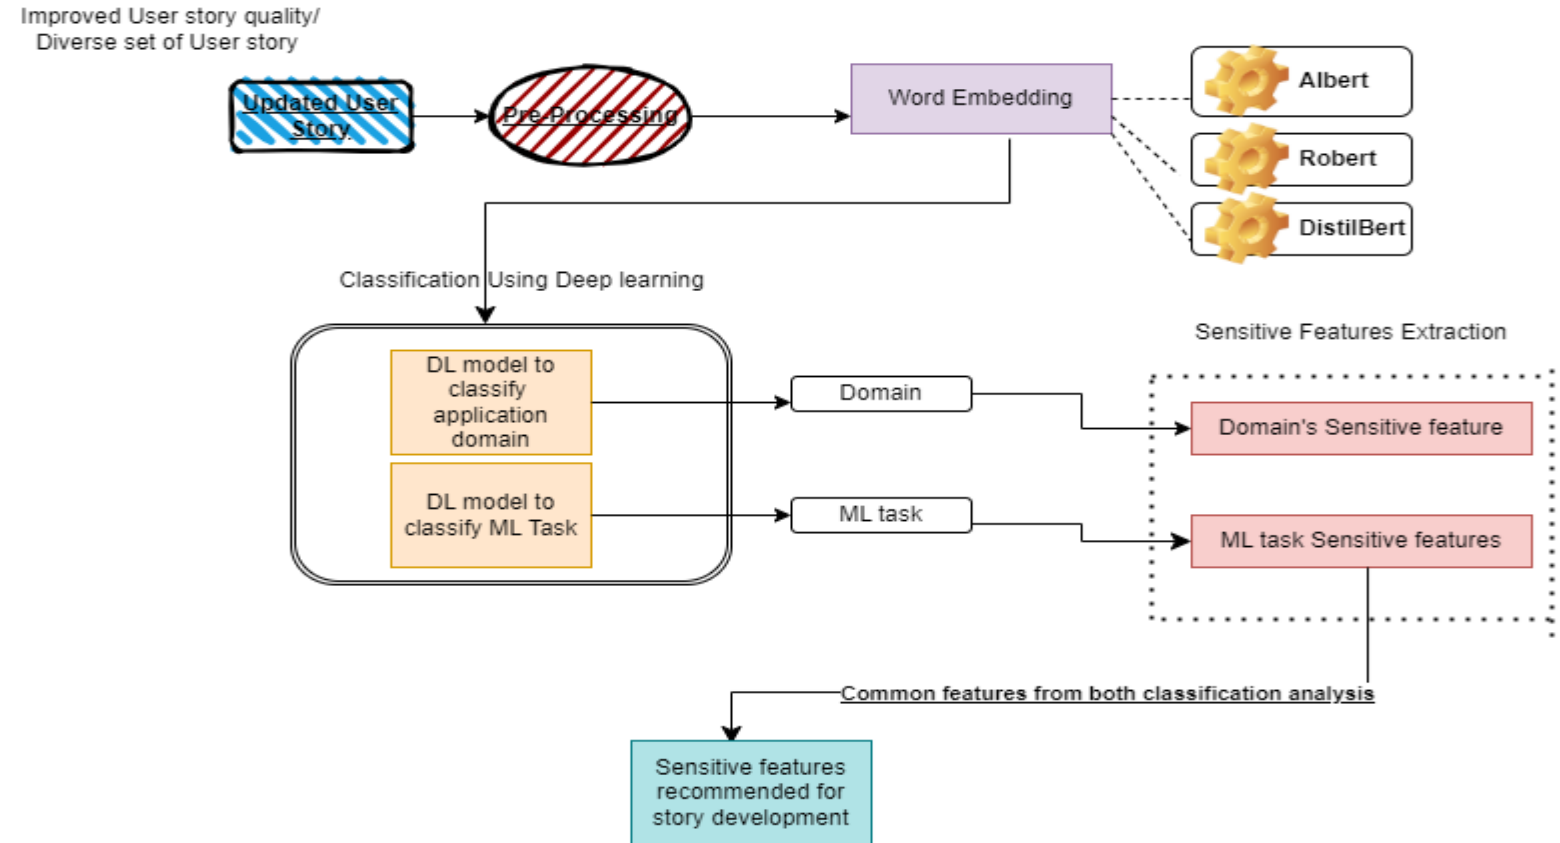 Improved User story quality/
Diverse set of User story
Updated User
Story
Pre-Processing
Word Embedding
Albert
Robert
DistilBert
Classification Using Deep learning
DL model to
classify
application
domain
DL model to
classify ML Task
Domain
ML task
Sensitive Features Extraction
Domain's Sensitive feature
ML task Sensitive features
Common features from both classification analysis
Sensitive features
recommended for
story development